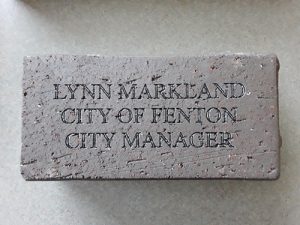 LYNN MARKLAND
CITY OF FENTON
CITY MANAGER